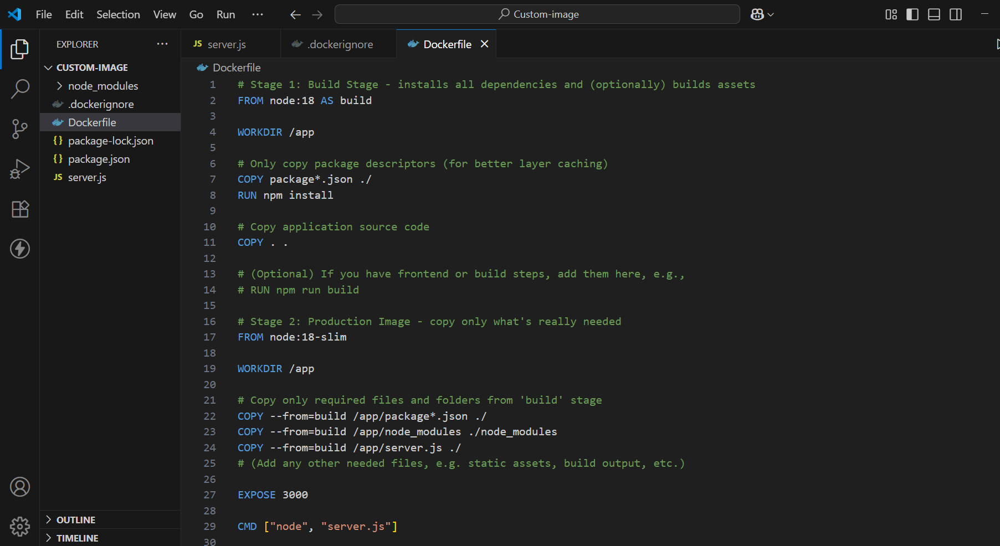 File Edit Selection View Go Run ... Custom-image
EXPLORER ...
CUSTOM-IMAGE
node_modules
.dockerignore
Dockerfile
{} package-lock.json
{} package.json
JS server.js
OUTLINE
TIMELINE
JS server.js .dockerignore Dockerfile
Dockerfile
1 # Stage 1: Build Stage - installs all dependencies and (optionally) builds assets
2 FROM node:18 AS build
3
4 WORKDIR /app
5
6 # Only copy package descriptors (for better layer caching)
7 COPY package*.json ./
8 RUN npm install
9
10 # Copy application source code
11 COPY . .
12
13 # (Optional) If you have frontend or build steps, add them here, e.g.,
14 # RUN npm run build
15
16 # Stage 2: Production Image - copy only what's really needed
17 FROM node:18-slim
18
19 WORKDIR /app
20
21 # Copy only required files and folders from 'build' stage
22 COPY --from=build /app/package*.json ./
23 COPY --from=build /app/node_modules ./node_modules
24 COPY --from=build /app/server.js ./
25 # (Add any other needed files, e.g. static assets, build output, etc.)
26
27 EXPOSE 3000
28
29 CMD ["node", "server.js"]
30